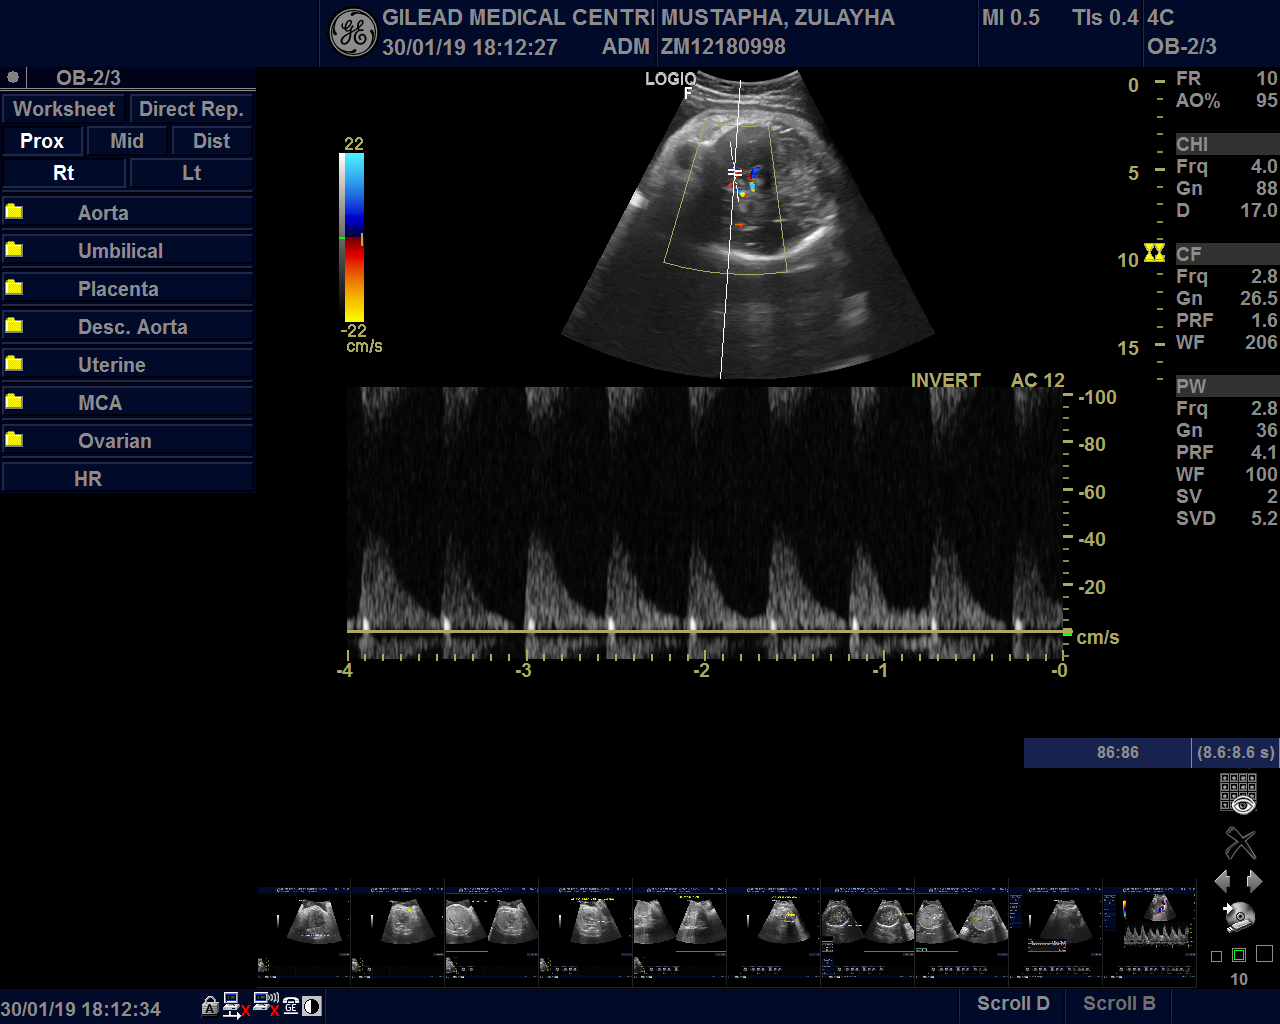 GILEAD MEDICAL CENTRI
MUSTAPHA, ZULAYHA
MI 0.5 TIs 0.4
4C
30/01/19 18:12:27 ADM
ZM12180998
OB-2/3
OB-2/3
Worksheet Direct Rep.
Prox Mid Dist
Rt Lt
Aorta
Umbilical
Placenta
Desc. Aorta
Uterine
MCA
Ovarian
HR
LOGIQ
F
22
-22
cm/s
0
5
10
15
FR 10
AO% 95
CHI
Frq 4.0
Gn 88
D 17.0
CF
Frq 2.8
Gn 26.5
PRF 1.6
WF 206
PW
Frq 2.8
Gn 36
PRF 4.1
WF 100
SV 2
SVD 5.2
INVERT AC 12
-100
-80
-60
-40
-20
cm/s
-4 -3 -2 -1 -0
86:86 (8.6:8.6 s)
10
30/01/19 18:12:34
Scroll D Scroll B